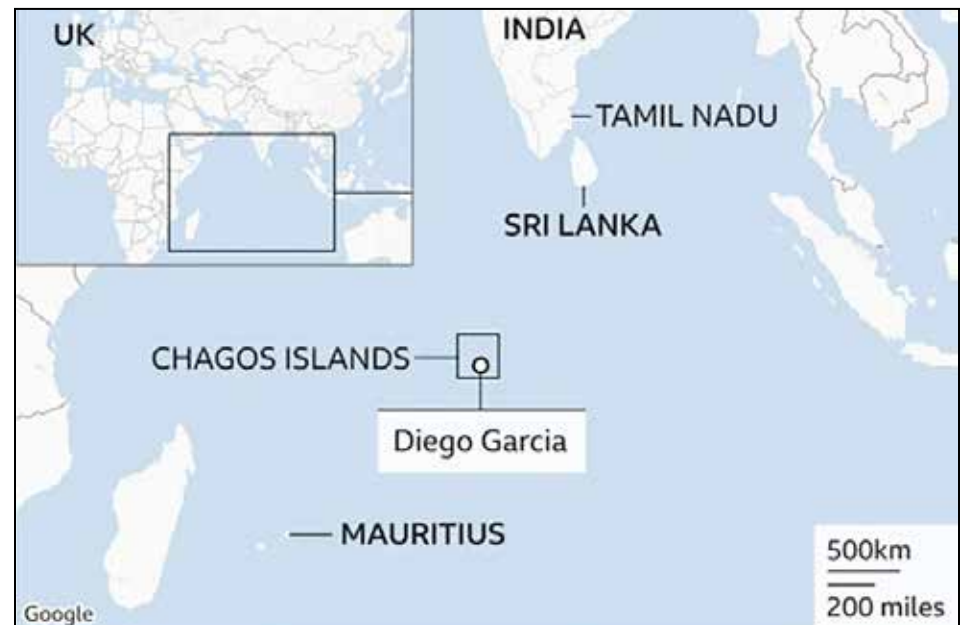 UK
INDIA
TAMIL NADU
SRI LANKA
CHAGOS ISLANDS
Diego Garcia
MAURITIUS
500km
200 miles
Google